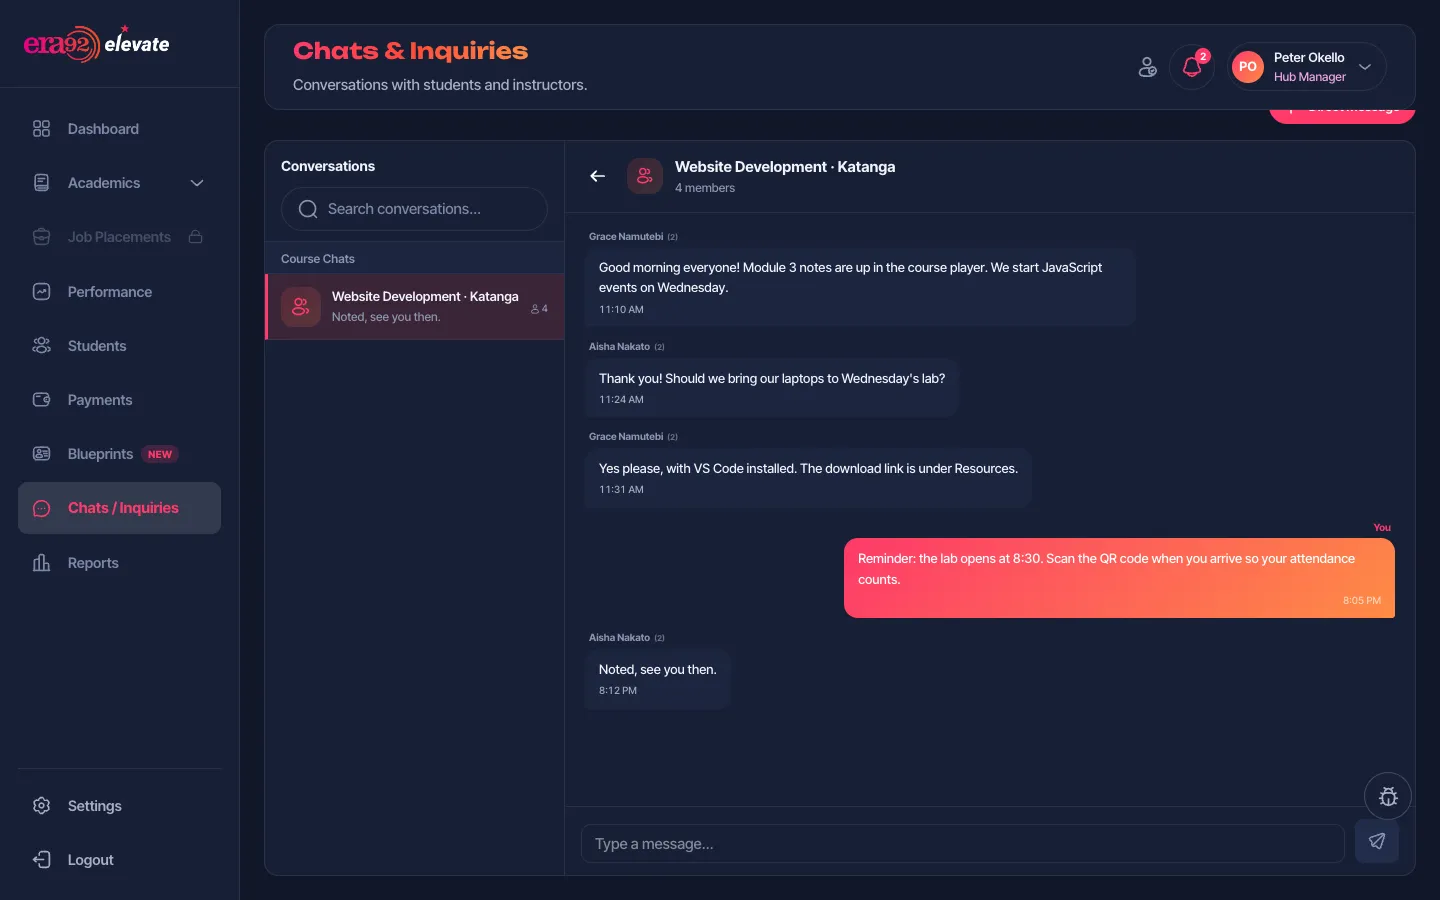 era92 elevate
Dashboard
Academics
Job Placements
Performance
Students
Payments
Blueprints NEW
Chats / Inquiries
Reports
Settings
Logout
Chats & Inquiries
Conversations with students and instructors.
2
PO
Peter Okello
Hub Manager
Conversations
Search conversations...
Course Chats
Website Development · Katanga
Noted, see you then.
4
Website Development · Katanga
4 members
Grace Namutebi (2)
Good morning everyone! Module 3 notes are up in the course player. We start JavaScript
events on Wednesday.
11:10 AM
Aisha Nakato (2)
Thank you! Should we bring our laptops to Wednesday's lab?
11:24 AM
Grace Namutebi (2)
Yes please, with VS Code installed. The download link is under Resources.
11:31 AM
You
Reminder: the lab opens at 8:30. Scan the QR code when you arrive so your attendance
counts.
8:05 PM
Aisha Nakato (2)
Noted, see you then.
8:12 PM
Type a message...